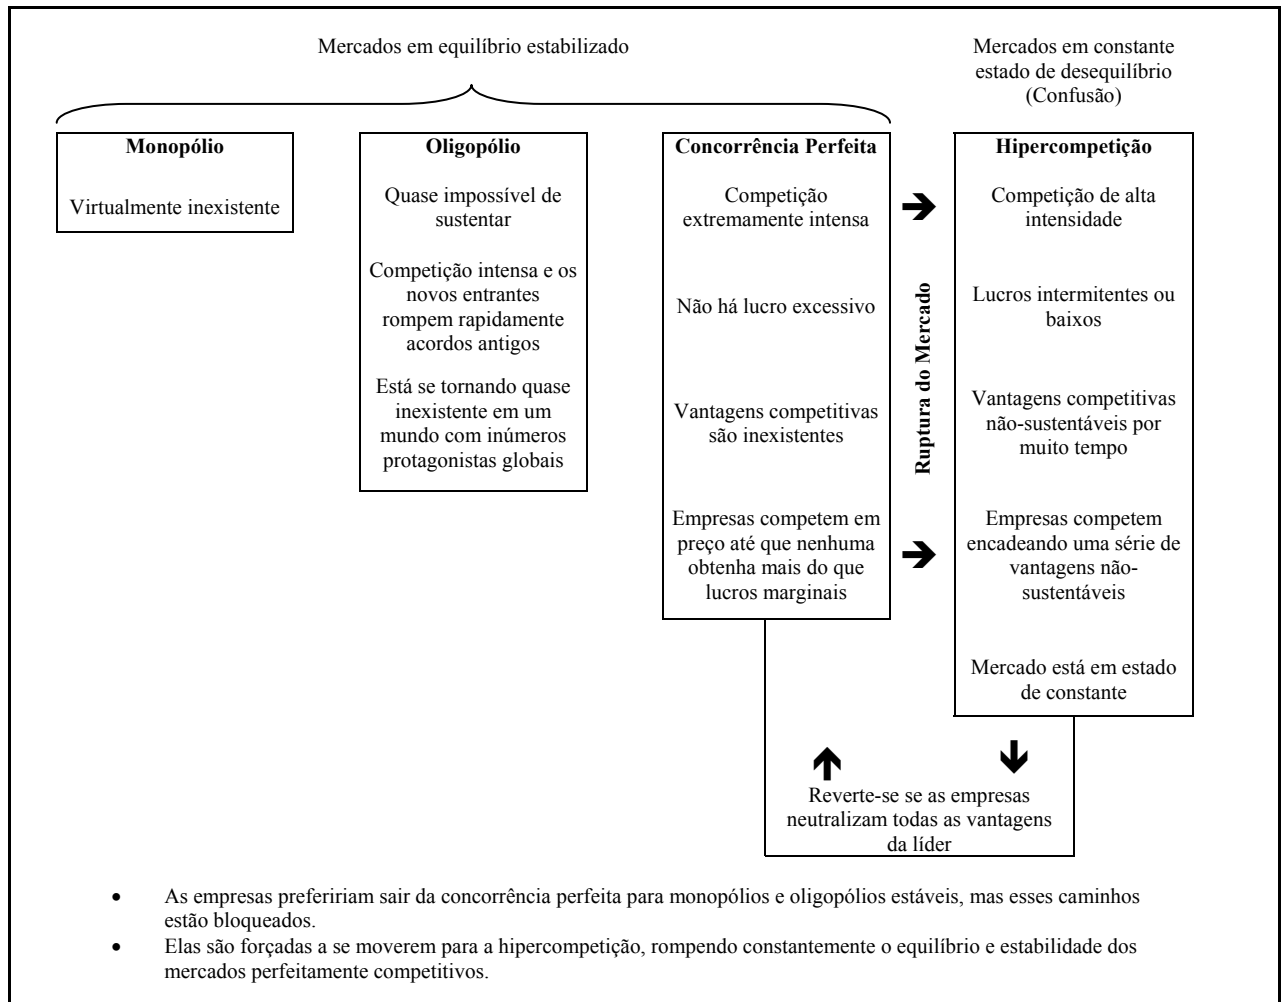 Mercados em equilíbrio estabilizado
Mercados em constante
estado de desequilíbrio
(Confusão)
Monopólio
Virtualmente inexistente
Oligopólio
Quase impossível de
sustentar
Competição intensa e os
novos entrantes
rompem rapidamente
acordos antigos
Está se tornando quase
inexistente em um
mundo com inúmeros
protagonistas globais
Concorrência Perfeita
Competição
extremamente intensa
Não há lucro excessivo
Vantagens competitivas
são inexistentes
Empresas competem em
preço até que nenhuma
obtenha mais do que
lucros marginais
Ruptura do Mercado
Hipercompetição
Competição de alta
intensidade
Lucros intermitentes ou
baixos
Vantagens competitivas
não-sustentáveis por
muito tempo
Empresas competem
encadeando uma série de
vantagens não-
sustentáveis
Mercado está em estado
de constante
Reverte-se se as empresas
neutralizam todas as vantagens
da líder
• As empresas prefeririam sair da concorrência perfeita para monopólios e oligopólios estáveis, mas esses caminhos
estão bloqueados.
• Elas são forçadas a se moverem para a hipercompetição, rompendo constantemente o equilíbrio e estabilidade dos
mercados perfeitamente competitivos.